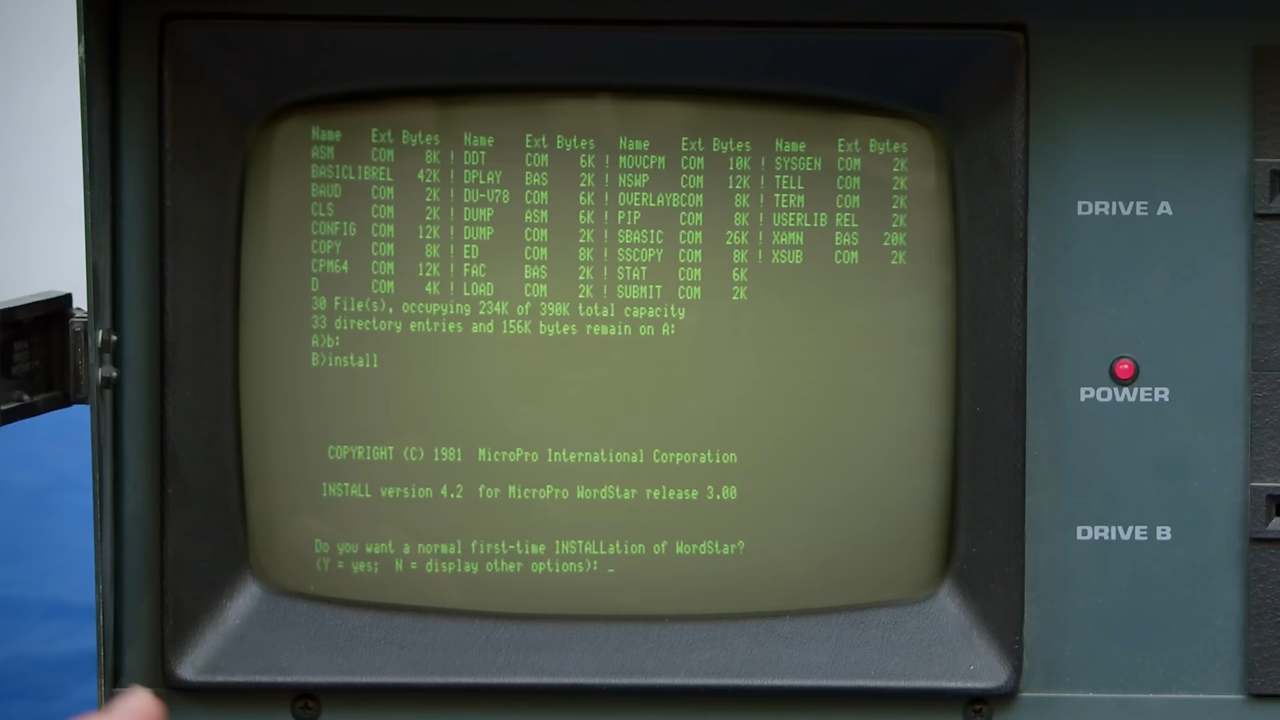 Name Ext Bytes Name Ext Bytes Name Ext Bytes Name Ext Bytes
ASM COM 8K ! DDT COM 6K ! MOVCPM COM 10K ! SYSGEN COM 2K
BASICLIBREL 42K ! DPLAY BAS 2K ! NSWP COM 12K ! TELL COM 2K
BAUD COM 2K ! DU-V78 COM 6K ! OVERLAYBCOM 8K ! TERM COM 2K
CLS COM 2K ! DUMP ASM 6K ! PIP COM 8K ! USERLIB REL 2K
CONFIG COM 12K ! DUMP COM 2K ! SBASIC COM 26K ! XAMN BAS 20K
COPY COM 8K ! ED COM 8K ! SSCOPY COM 8K ! XSUB COM 2K
CPM64 COM 12K ! FAC BAS 2K ! STAT COM 6K
D COM 4K ! LOAD COM 2K ! SUBMIT COM 2K
30 File(s), occupying 234K of 390K total capacity
33 directory entries and 156K bytes remain on A:
A>b:
B>install
COPYRIGHT (C) 1981 MicroPro International Corporation
INSTALL version 4.2 for MicroPro WordStar release 3.00
Do you want a normal first-time INSTALLation of WordStar?
(Y = yes; N = display other options): _
DRIVE A
POWER
DRIVE B